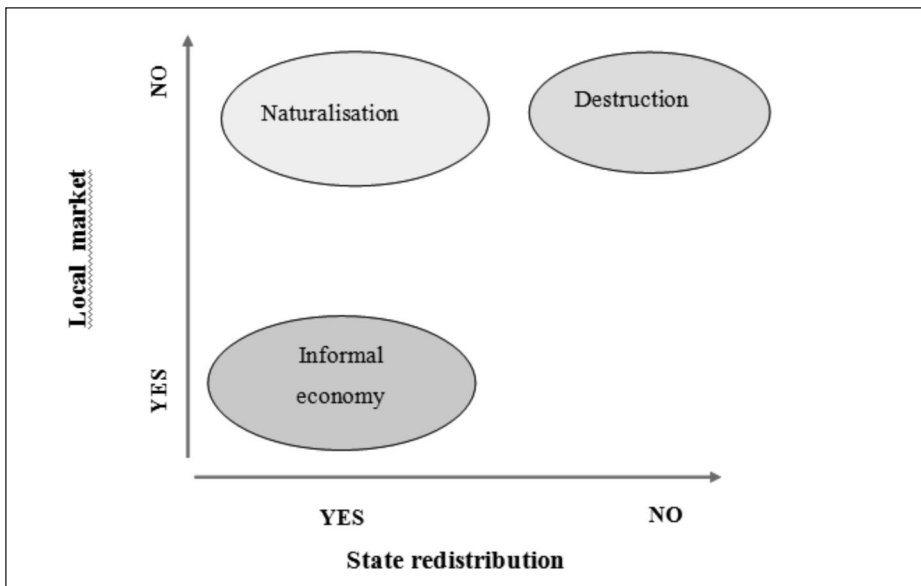 NO
Naturalisation
Destruction
Local market
Informal
economy
YES
YES
NO
State redistribution